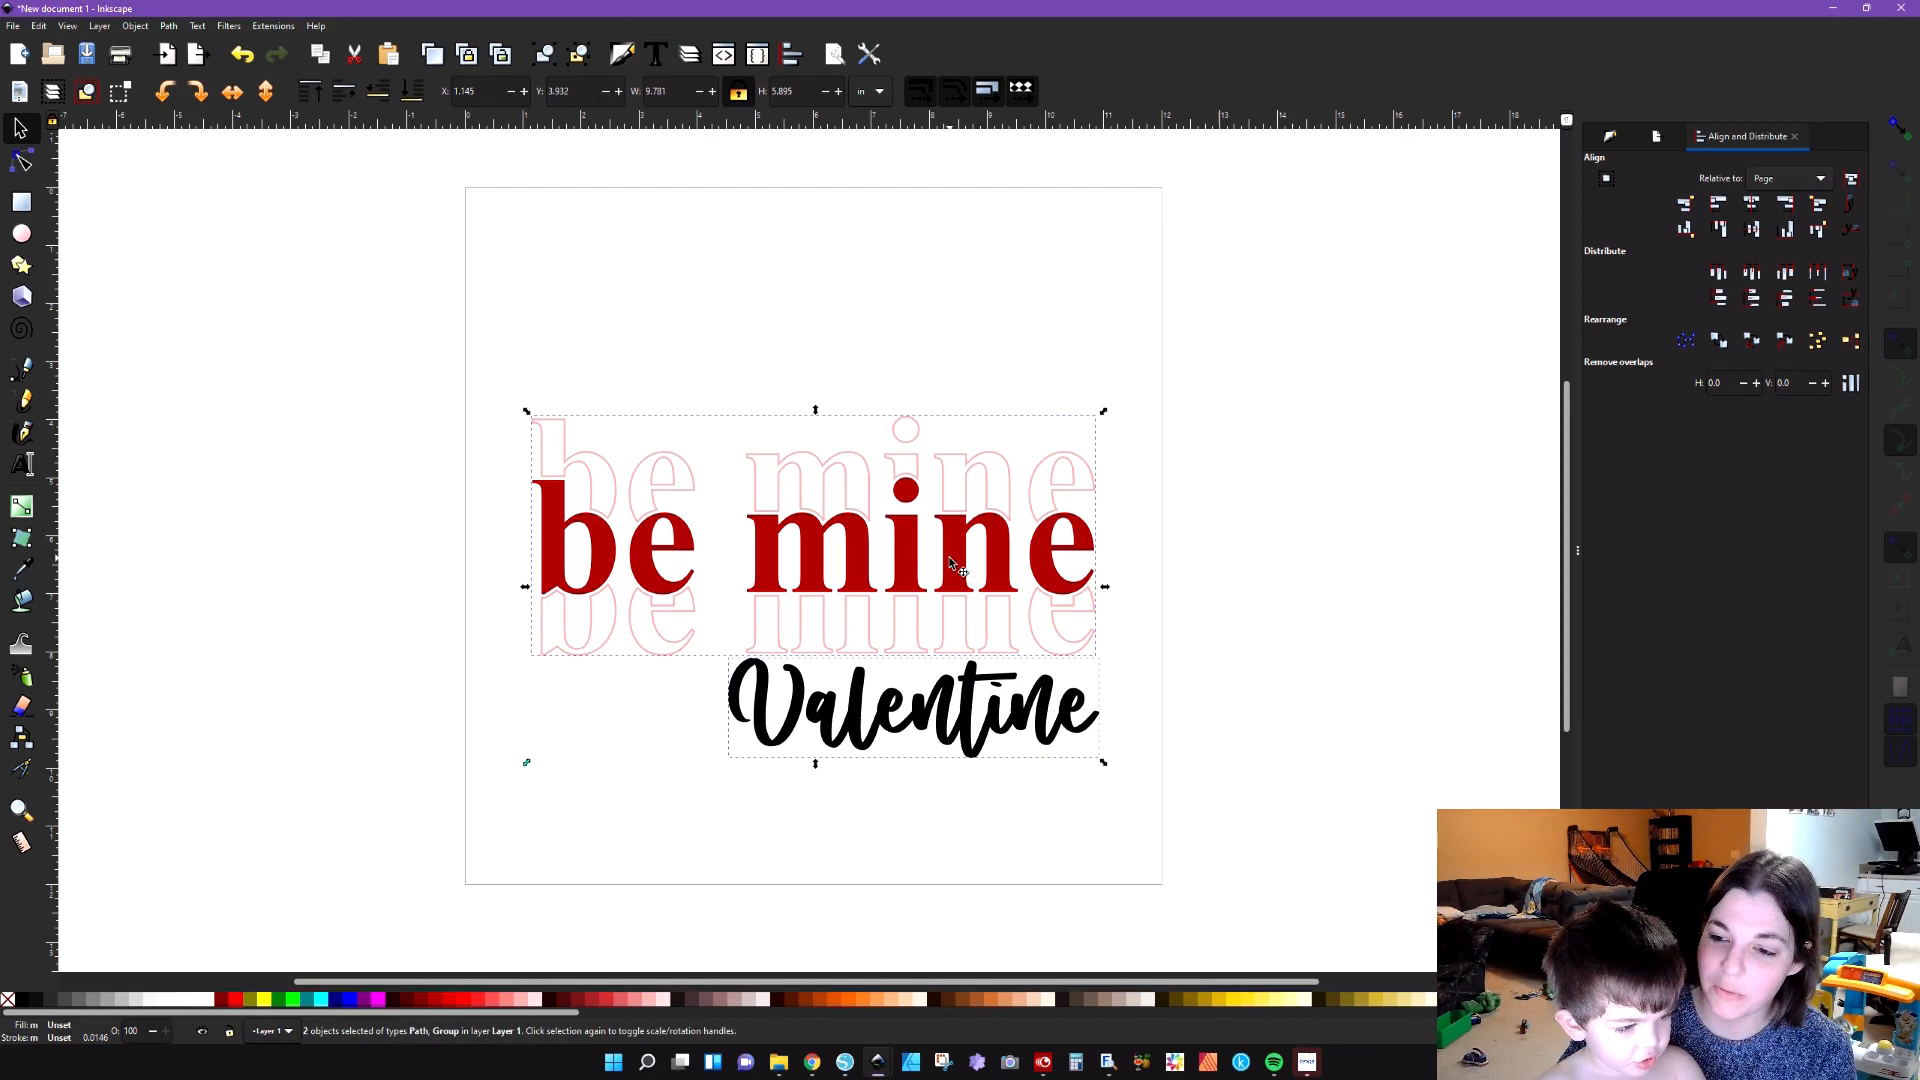 *New document 1 - Inkscape
File Edit View Layer Object Path Text Filters Extensions Help
X: 1.145 Y: 3.932 W: 9.781 H: 5.895 in
Align and Distribute
Align
Relative to: Page
Distribute
Rearrange
Remove overlaps
H: 0.0 V: 0.0
be mine
be mine
be mine
Valentine
Fill: m Unset
Stroke: m Unset 0.0146
O: 100
Layer 1
2 objects selected of types Path, Group in layer Layer 1. Click selection again to toggle scale/rotation handles.